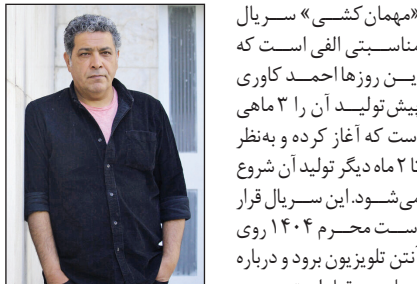 «مهمان‌کشی» سریال
مناسبتی الفی است که
این روزها احمد کاوری
پیش‌تولید آن را ۳ ماهی
است که آغاز کرده و به‌نظر
تا ۲ ماه دیگر تولید آن شروع
می‌شود. این سریال قرار
است محرم ۱۴۰۴ روی
آنتن تلویزیون برود و درباره